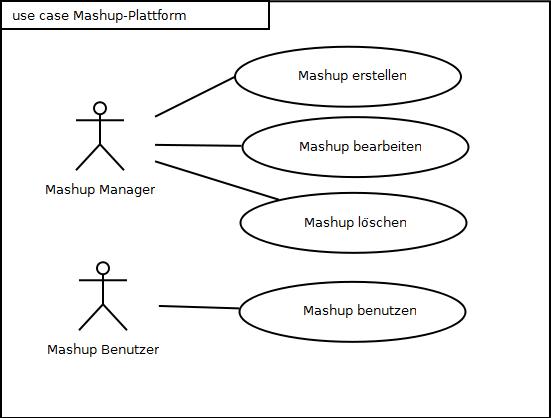 use case Mashup-Plattform
Mashup erstellen
Mashup bearbeiten
Mashup Manager
Mashup löschen
Mashup benutzen
Mashup Benutzer